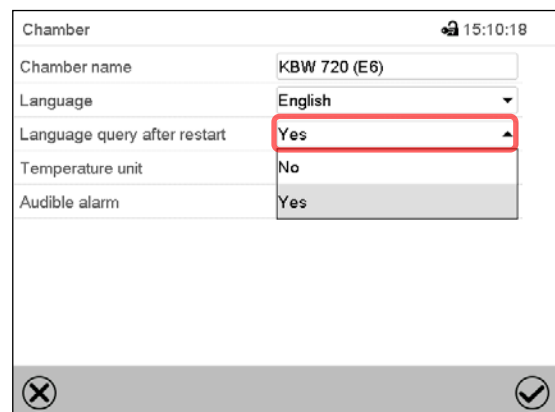 Chamber 15:10:18
Chamber name KBW 720 (E6)
Language English
Language query after restart Yes
Temperature unit No
Audible alarm Yes